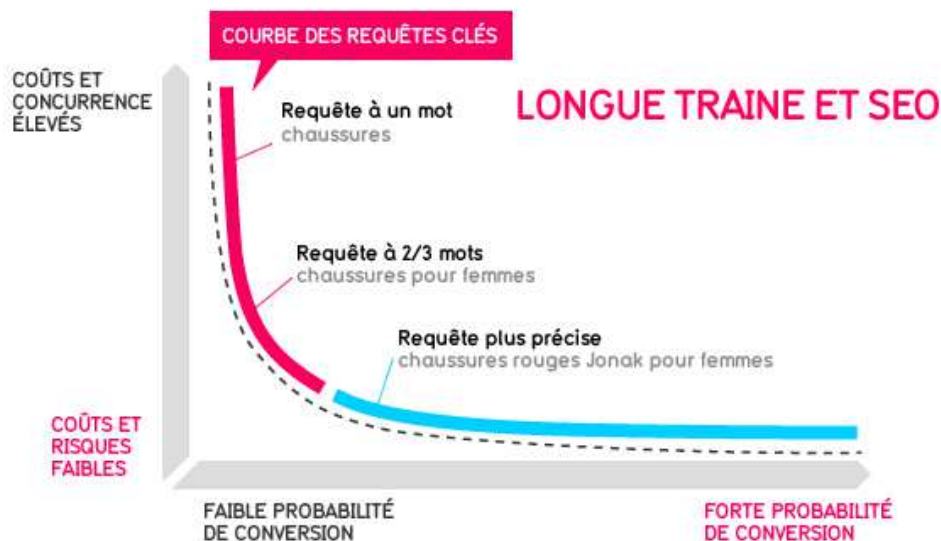 COURBE DES REQUÊTES CLÉS
COÛTS ET
CONCURRENCE
ÉLEVÉS
LONGUE TRAINE ET SEO
Requête à un mot
chaussures
Requête à 2/3 mots
chaussures pour femmes
Requête plus précise
chaussures rouges Jonak pour femmes
COÛTS ET
RISQUES
FAIBLES
FAIBLE PROBABILITÉ
DE CONVERSION
FORTE PROBABILITÉ
DE CONVERSION